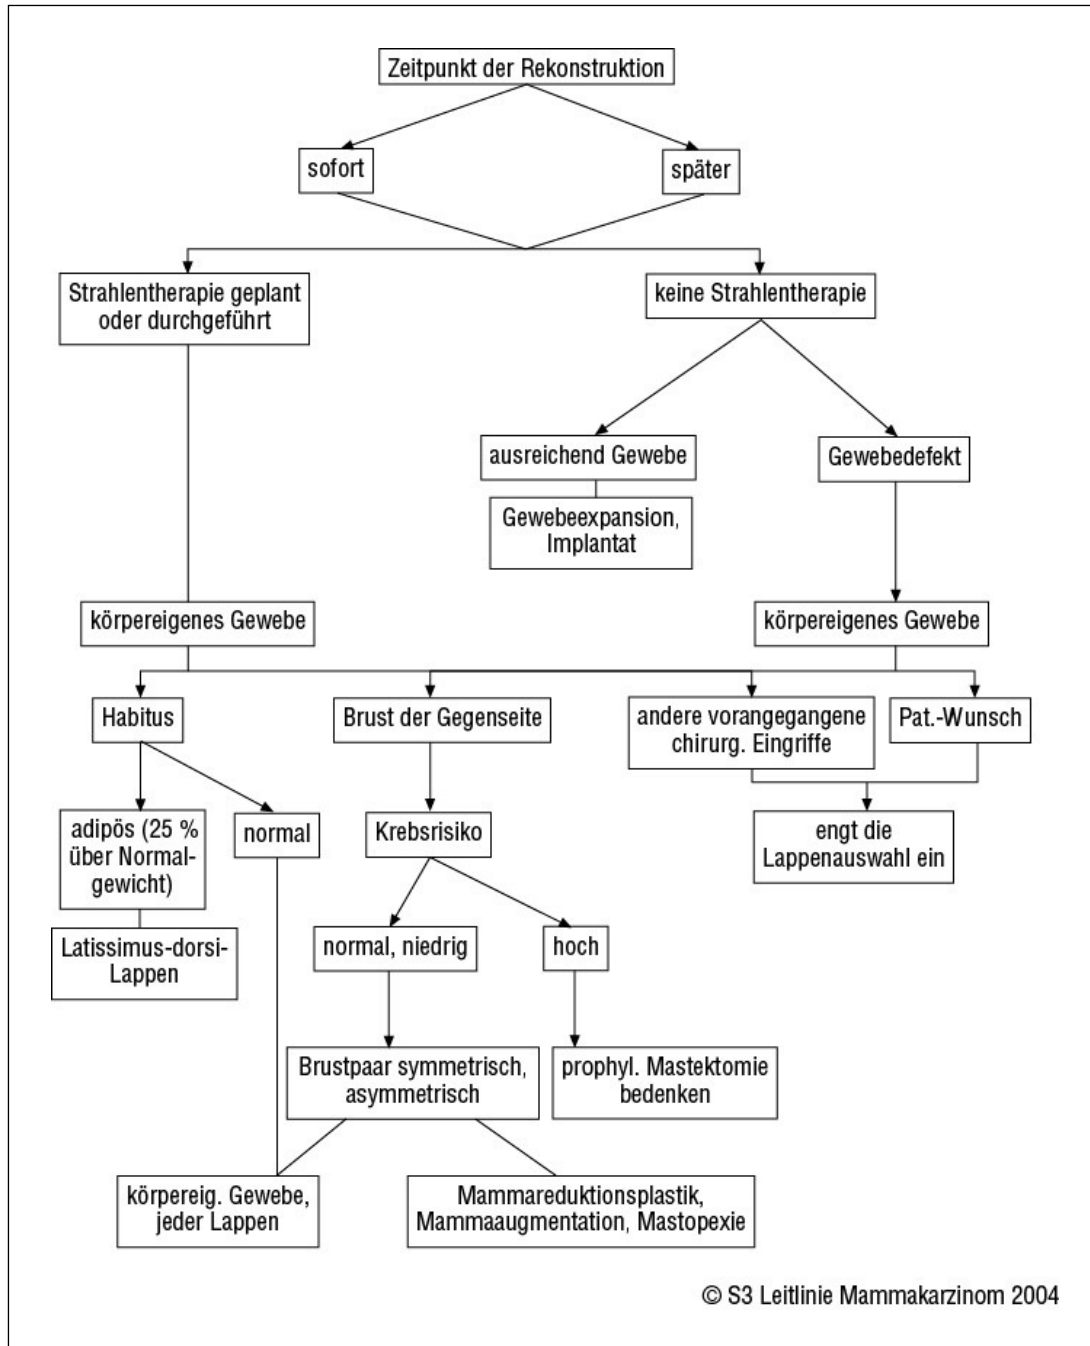 Zeitpunkt der Rekonstruktion
sofort
später
Strahlentherapie geplant
oder durchgeführt
keine Strahlentherapie
ausreichend Gewebe
Gewebedefekt
Gewebeexpansion,
Implantat
körpereigenes Gewebe
körpereigenes Gewebe
Habitus
Brust der Gegenseite
andere vorangegangene
chirurg. Eingriffe
Pat.-Wunsch
adipös (25 %
über Normal-
gewicht)
normal
Krebsrisiko
engt die
Lappenauswahl ein
Latissimus-dorsi-
Lappen
normal, niedrig
hoch
Brustpaar symmetrisch,
asymmetrisch
prophyl. Mastektomie
bedenken
körpereig. Gewebe,
jeder Lappen
Mammareduktionsplastik,
Mammaaugmentation, Mastopexie
© S3 Leitlinie Mammakarzinom 2004